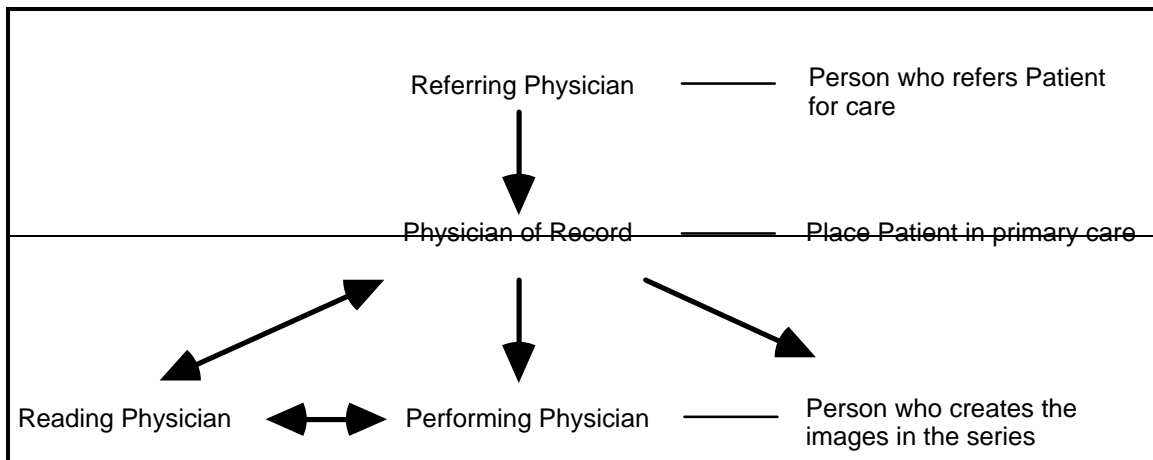 Referring Physician
Person who refers Patient
for care
Physician of Record
Place Patient in primary care
Reading Physician
Performing Physician
Person who creates the
images in the series